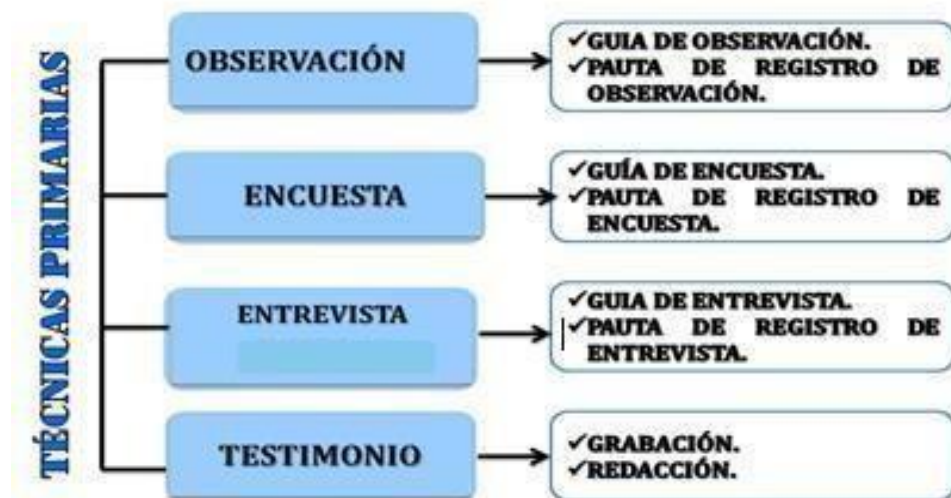 TÉCNICAS PRIMARIAS
OBSERVACIÓN
✓GUIA DE OBSERVACIÓN.
✓PAUTA DE REGISTRO DE
OBSERVACIÓN.
ENCUESTA
✓GUÍA DE ENCUESTA.
✓PAUTA DE REGISTRO DE
ENCUESTA.
ENTREVISTA
✓GUIA DE ENTREVISTA.
✓PAUTA DE REGISTRO DE
ENTREVISTA.
TESTIMONIO
✓GRABACIÓN.
✓REDACCIÓN.